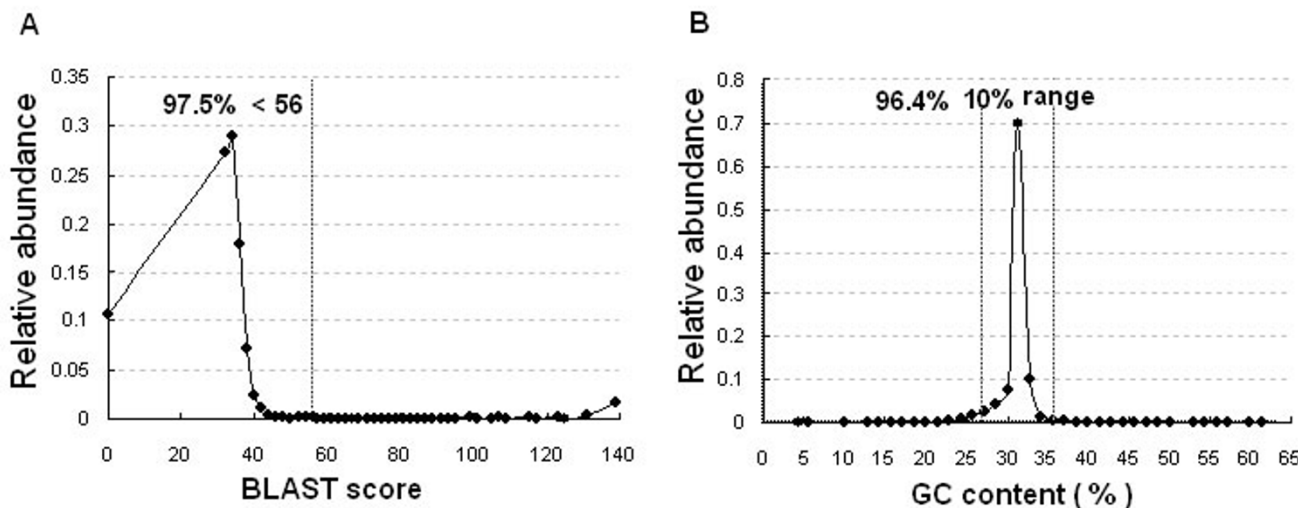 A
0.35
0.3
0.25
0.2
0.15
0.1
0.05
0
97.5% < 56
0 20 40 60 80 100 120 140
Relative abundance
BLAST score
B
0.8
0.7
0.6
0.5
0.4
0.3
0.2
0.1
0
96.4% 10% range
0 5 10 15 20 25 30 35 40 45 50 55 60 65
Relative abundance
GC content ( % )